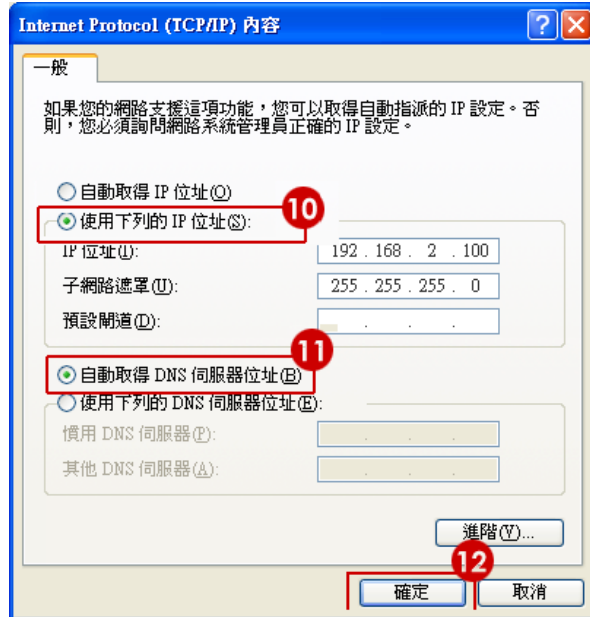 Internet Protocol (TCP/IP) 內容
一般
如果您的網路支援這項功能，您可以取得自動指派的 IP 設定。否
則，您必須詢問網路系統管理員正確的 IP 設定。
自動取得 IP 位址(O)
10
使用下列的 IP 位址(S):
IP 位址(I): 192 . 168 . 2 . 100
子網路遮罩(U): 255 . 255 . 255 . 0
預設閘道(D): . . .
11
自動取得 DNS 伺服器位址(B)
使用下列的 DNS 伺服器位址(E):
慣用 DNS 伺服器(P): . . .
其他 DNS 伺服器(A): . . .
進階(V)...
12
確定 取消